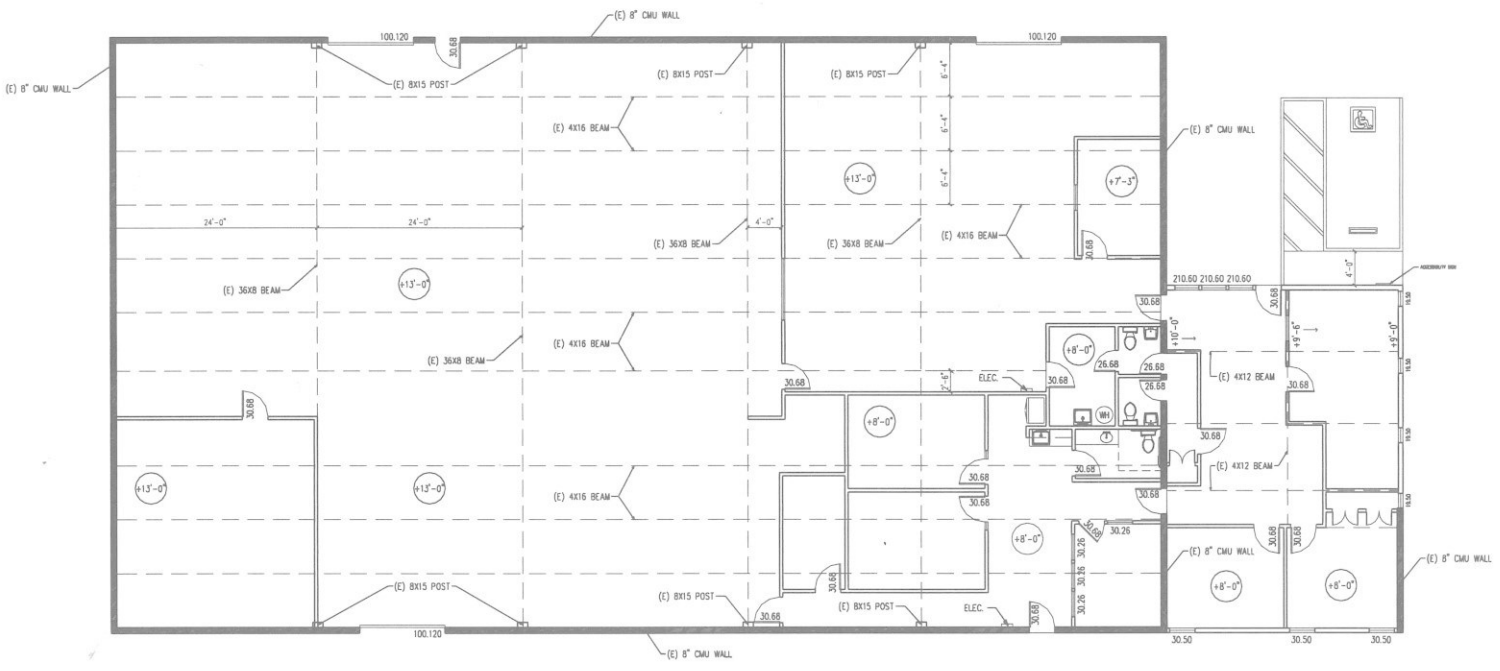 (E) 8" CMU WALL
100.120
30.68
100.120
(E) 8X15 POST
(E) 8X15 POST
(E) 8X15 POST
(E) 8" CMU WALL
6'-4"
(E) 4X16 BEAM
6'-4"
(E) 8" CMU WALL
+13'-0"
+7'-3"
6'-4"
24'-0"
24'-0"
4'-0"
(E) 36X8 BEAM
(E) 36X8 BEAM
(E) 4X16 BEAM
30.68
4'-0"
210.60 210.60 210.60
(E) 36X8 BEAM
+13'-0"
30.68
30.68
19.50
+10'-0"
+9'-6"
+9'-0"
(E) 4X16 BEAM
(E) 36X8 BEAM
+8'-0"
26.68
26.68
19.50
2'-6"
ELEC.
30.68
30.68
(E) 4X12 BEAM
30.68
26.68
30.68
WH
+8'-0"
30.68
19.50
30.68
30.68
(E) 4X12 BEAM
+13'-0"
+13'-0"
(E) 4X16 BEAM
30.68
30.68
19.50
30.68
30.26
30.68
30.68
+8'-0"
30.26
(E) 8" CMU WALL
(E) 8" CMU WALL
30.26
30.68
+8'-0"
+8'-0"
(E) 8X15 POST
(E) 8X15 POST
(E) 8X15 POST
ELEC.
30.26
30.68
30.68
100.120
30.50
30.50
30.50
(E) 8" CMU WALL